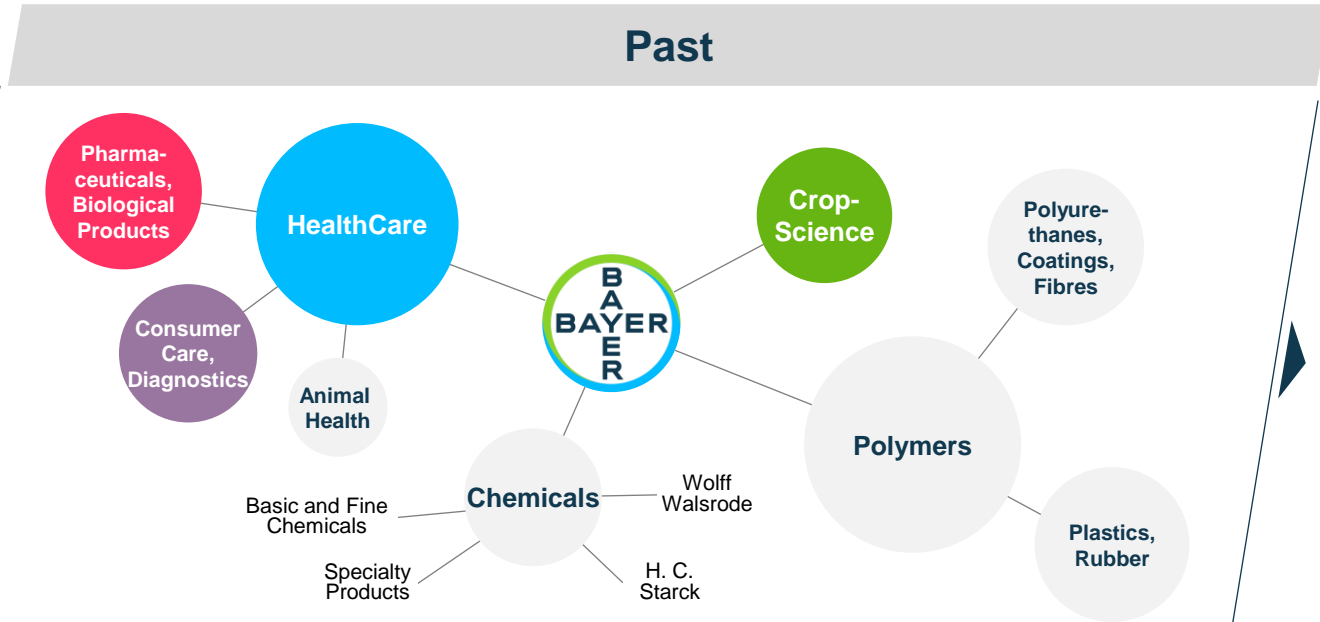 Past
Pharma-
ceuticals,
Biological
Products
HealthCare
Consumer
Care,
Diagnostics
Animal
Health
B
A
BAYER
E
R
Crop-
Science
Polyure-
thanes,
Coatings,
Fibres
Polymers
Plastics,
Rubber
Chemicals
Wolff
Walsrode
Basic and Fine
Chemicals
Specialty
Products
H. C.
Starck